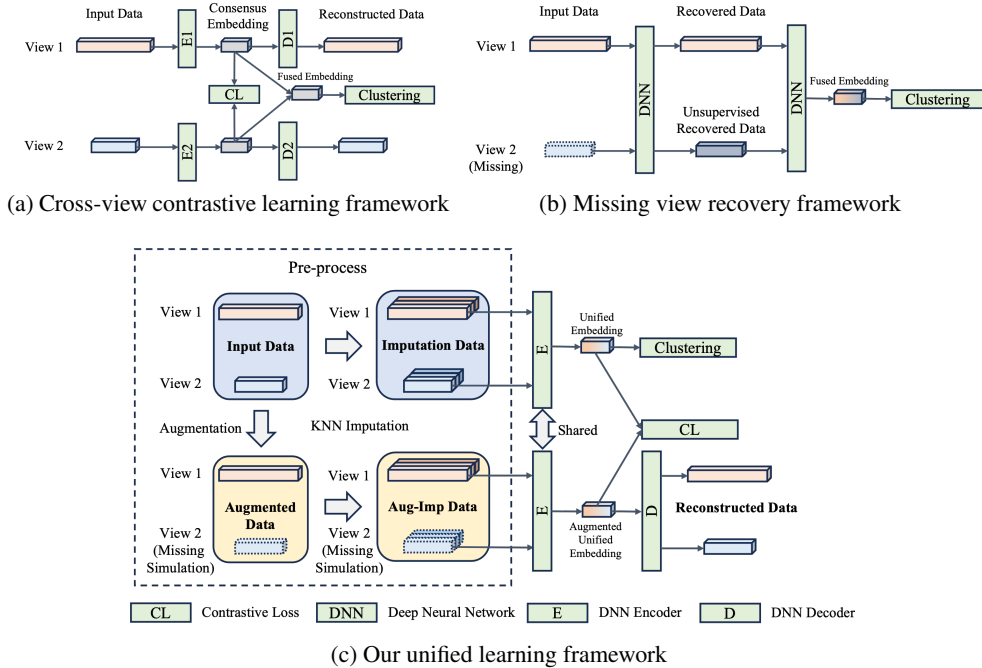 Input Data
Consensus
Embedding
Reconstructed Data
View 1
E1
D1
Fused Embedding
CL
Clustering
View 2
E2
D2
(a) Cross-view contrastive learning framework
Input Data
Recovered Data
View 1
DNN
DNN
Fused Embedding
Clustering
Unsupervised
Recovered Data
View 2
(Missing)
(b) Missing view recovery framework
Pre-process
View 1
View 1
Input Data
Imputation Data
View 2
View 2
Augmentation
KNN Imputation
View 1
View 1
Augmented
Data
Aug-Imp Data
View 2
(Missing
Simulation)
View 2
(Missing
Simulation)
E
Unified
Embedding
Clustering
Shared
CL
E
Augmented
Unified
Embedding
D
Reconstructed Data
CL Contrastive Loss DNN Deep Neural Network E DNN Encoder D DNN Decoder
(c) Our unified learning framework